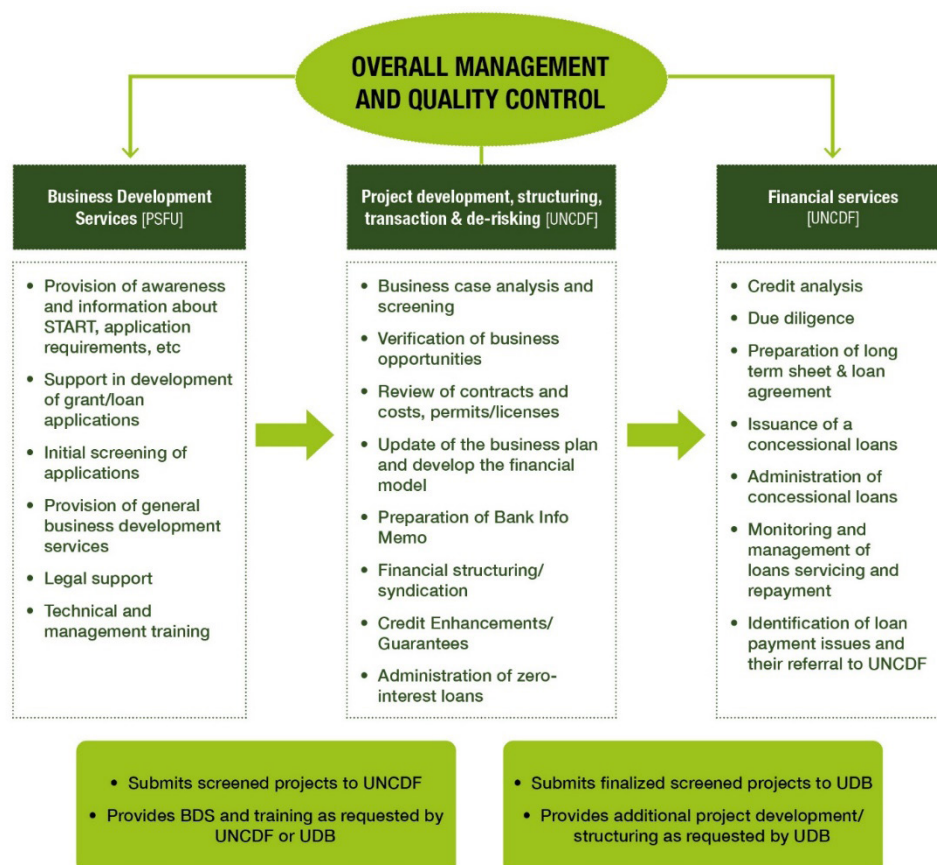 OVERALL MANAGEMENT
AND QUALITY CONTROL
Business Development
Services [PSFU]
• Provision of awareness
and information about
START, application
requirements, etc
• Support in development
of grant/loan
applications
• Initial screening of
applications
• Provision of general
business development
services
• Legal support
• Technical and
management training
Project development, structuring,
transaction & de-risking [UNCDF]
• Business case analysis and
screening
• Verification of business
opportunities
• Review of contracts and
costs, permits/licenses
• Update of the business plan
and develop the financial
model
• Preparation of Bank Info
Memo
• Financial structuring/
syndication
• Credit Enhancements/
Guarantees
• Administration of zero-
interest loans
Financial services
[UNCDF]
• Credit analysis
• Due diligence
• Preparation of long
term sheet & loan
agreement
• Issuance of a
concessional loans
• Administration of
concessional loans
• Monitoring and
management of
loans servicing and
repayment
• Identification of loan
payment issues and
their referral to UNCDF
• Submits screened projects to UNCDF
• Provides BDS and training as requested by
UNCDF or UDB
• Submits finalized screened projects to UDB
• Provides additional project development/
structuring as requested by UDB